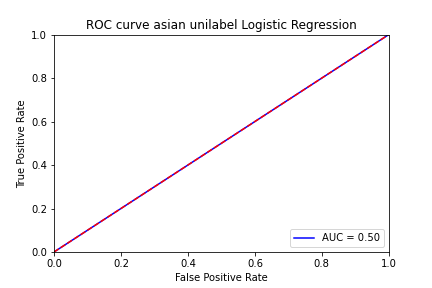 ROC curve asian unilabel Logistic Regression
True Positive Rate
1.0
0.8
0.6
0.4
0.2
0.0
AUC = 0.50
0.0 0.2 0.4 0.6 0.8 1.0
False Positive Rate